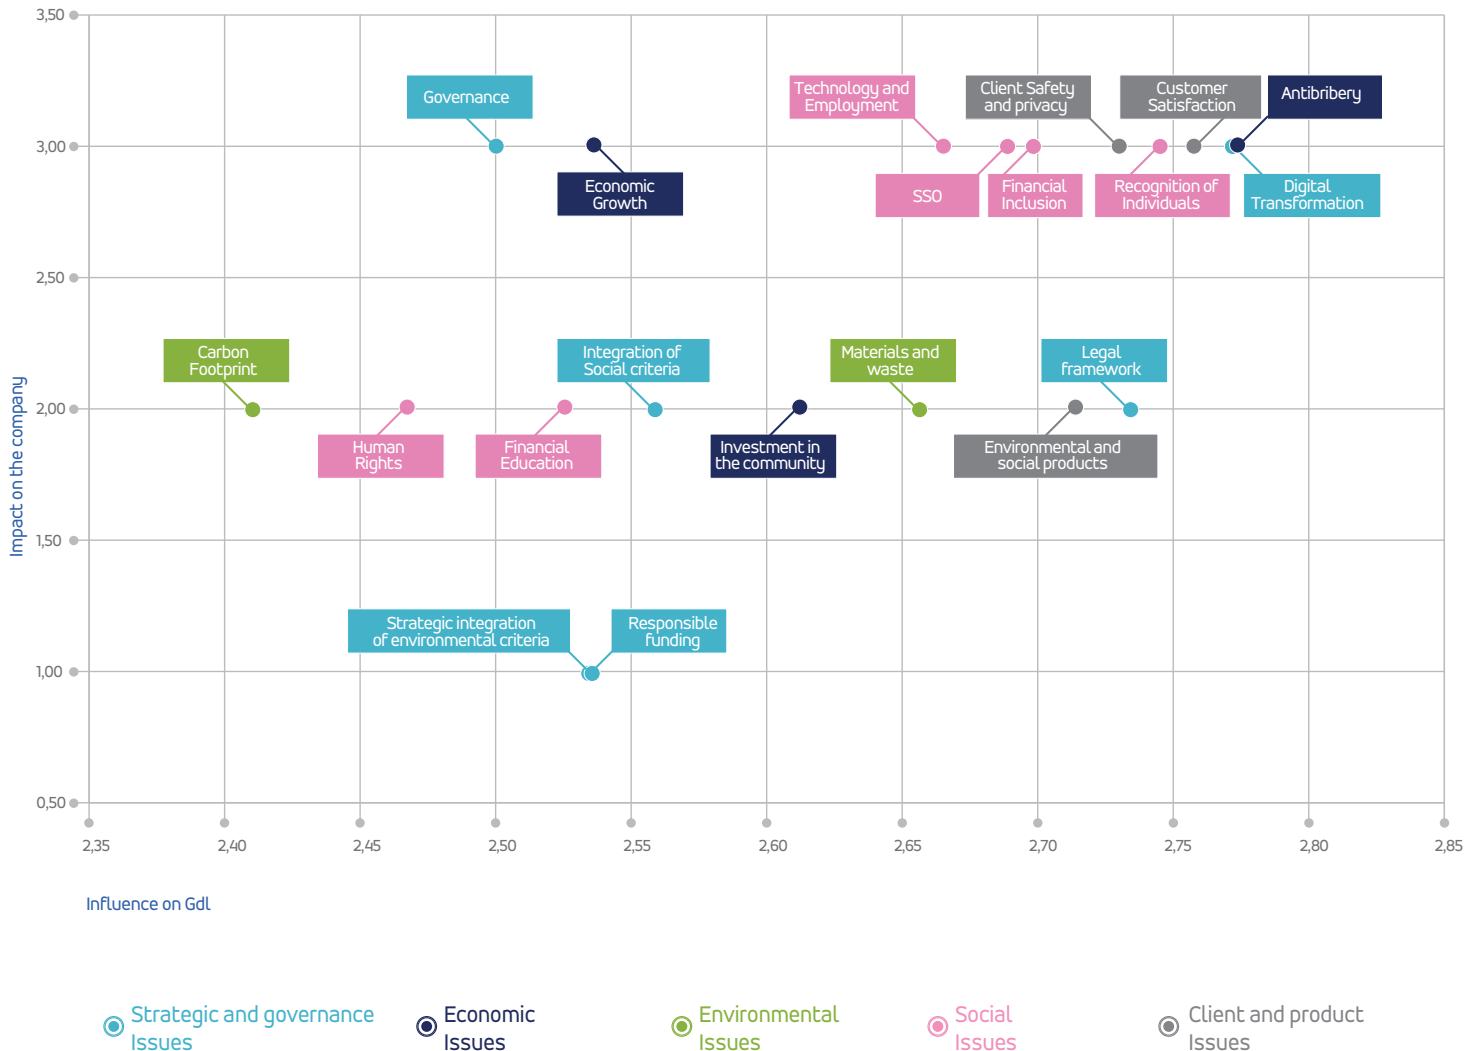 3,50
Governance
Technology and
Employment
Client Safety
and privacy
Customer
Satisfaction
Antibribery
3,00
Economic
Growth
SSO
Financial
Inclusion
Recognition of
Individuals
Digital
Transformation
2,50
Carbon
Footprint
Integration of
Social criteria
Materials and
waste
Legal
framework
2,00
Human
Rights
Financial
Education
Investment in
the community
Environmental and
social products
Impact on the company
1,50
Strategic integration
of environmental criteria
Responsible
funding
1,00
0,50
2,35
2,40
2,45
2,50
2,55
2,60
2,65
2,70
2,75
2,80
2,85
Influence on Gdl
Strategic and governance
Issues
Economic
Issues
Environmental
Issues
Social
Issues
Client and product
Issues